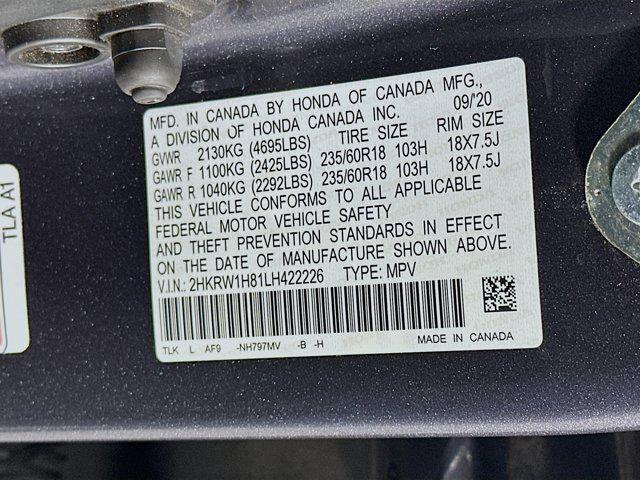 MFD. IN CANADA BY HONDA OF CANADA MFG.,
A DIVISION OF HONDA CANADA INC. 09/'20
GVWR 2130KG (4695LBS) TIRE SIZE RIM SIZE
GAWR F 1100KG (2425LBS) 235/60R18 103H 18X7.5J
GAWR R 1040KG (2292LBS) 235/60R18 103H 18X7.5J
THIS VEHICLE CONFORMS TO ALL APPLICABLE
FEDERAL MOTOR VEHICLE SAFETY
AND THEFT PREVENTION STANDARDS IN EFFECT
ON THE DATE OF MANUFACTURE SHOWN ABOVE.
V.I.N.: 2HKRW1H81LH422226 TYPE: MPV
TLK L AF9 -NH797MV -B -H MADE IN CANADA
TLA A1